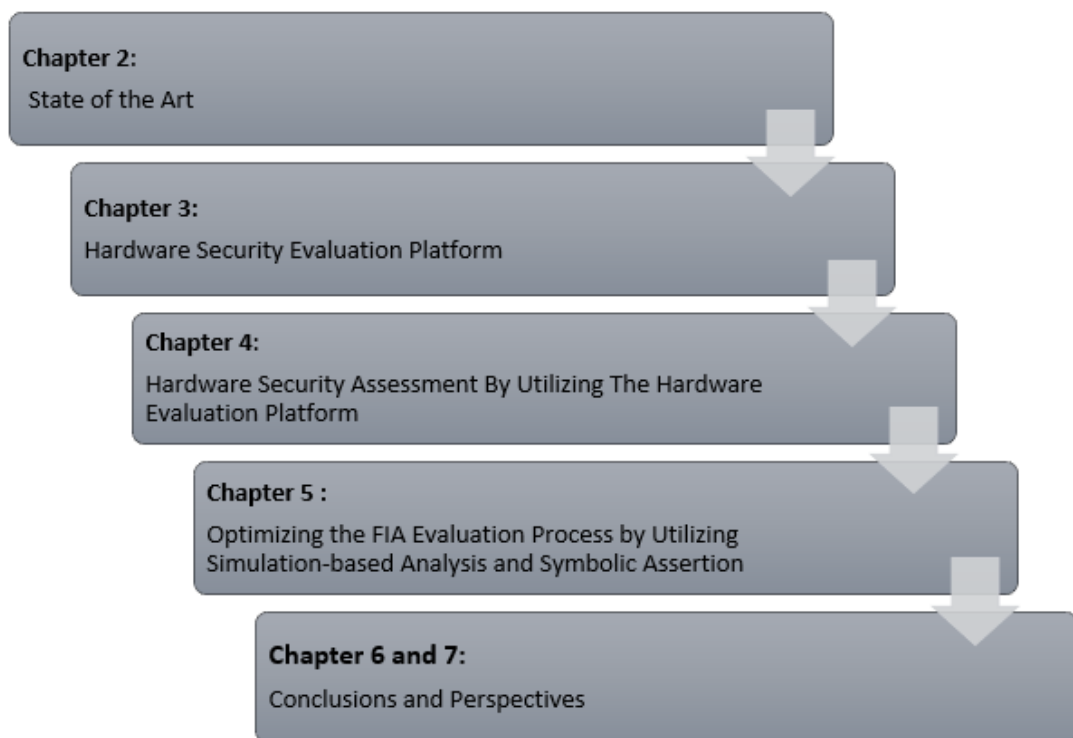 Chapter 2:
State of the Art
Chapter 3:
Hardware Security Evaluation Platform
Chapter 4:
Hardware Security Assessment By Utilizing The Hardware
Evaluation Platform
Chapter 5 :
Optimizing the FIA Evaluation Process by Utilizing
Simulation-based Analysis and Symbolic Assertion
Chapter 6 and 7:
Conclusions and Perspectives